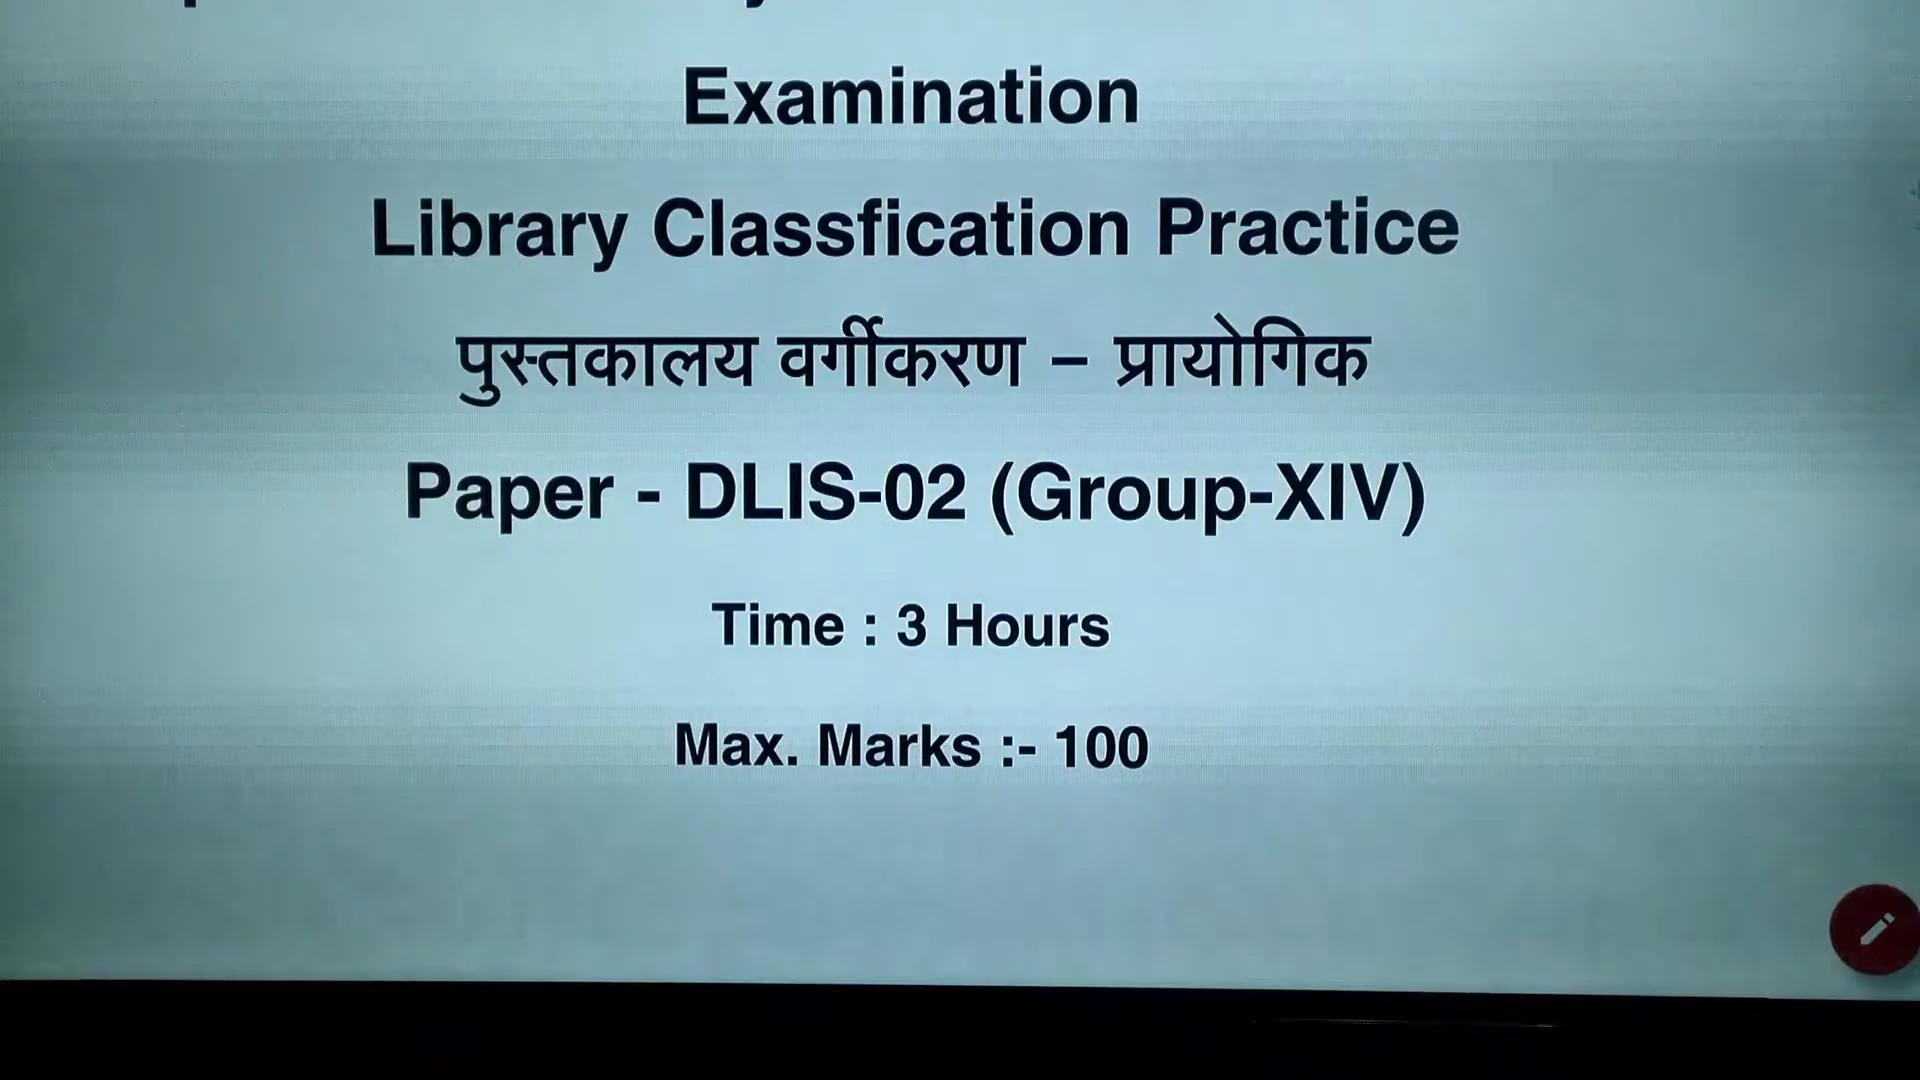 Examination
Library Classfication Practice
पुस्तकालय वर्गीकरण – प्रायोगिक
Paper - DLIS-02 (Group-XIV)
Time : 3 Hours
Max. Marks :- 100